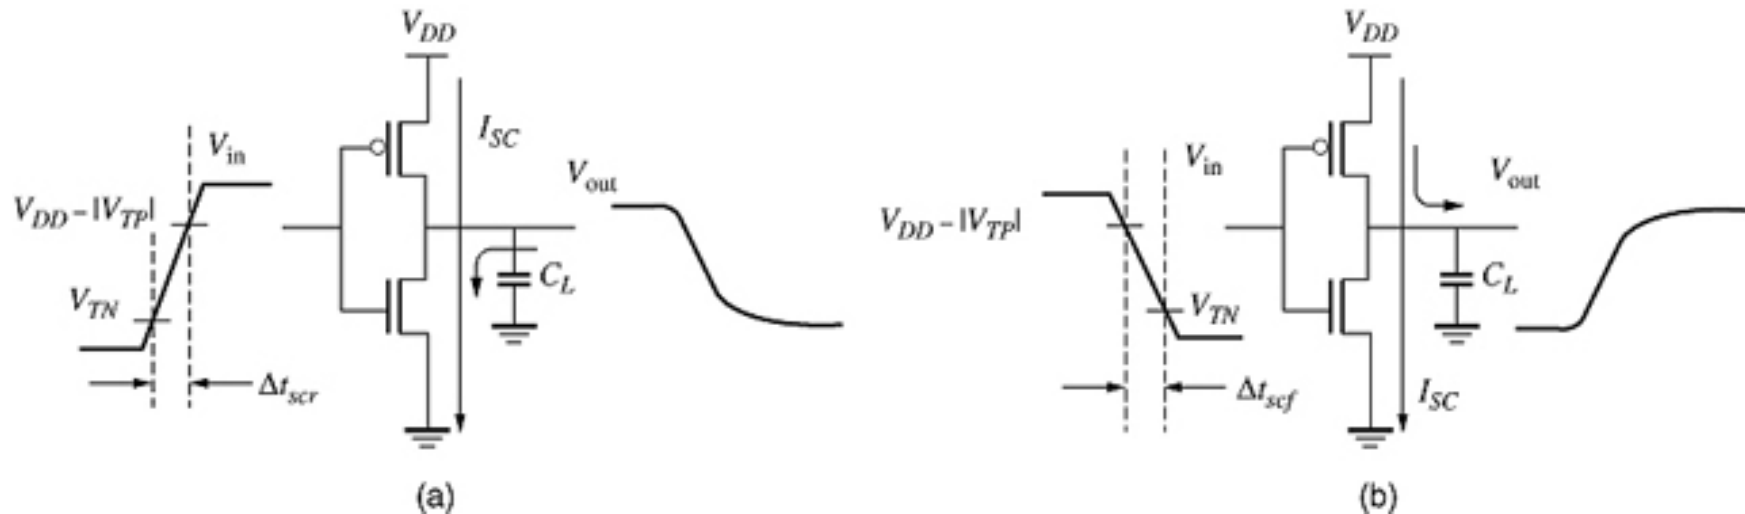 V_DD
I_SC
V_in
V_out
V_DD – |V_TP|
V_TN
C_L
Δt_scr
(a)
V_DD
V_in
V_out
V_DD – |V_TP|
C_L
V_TN
Δt_scf
I_SC
(b)